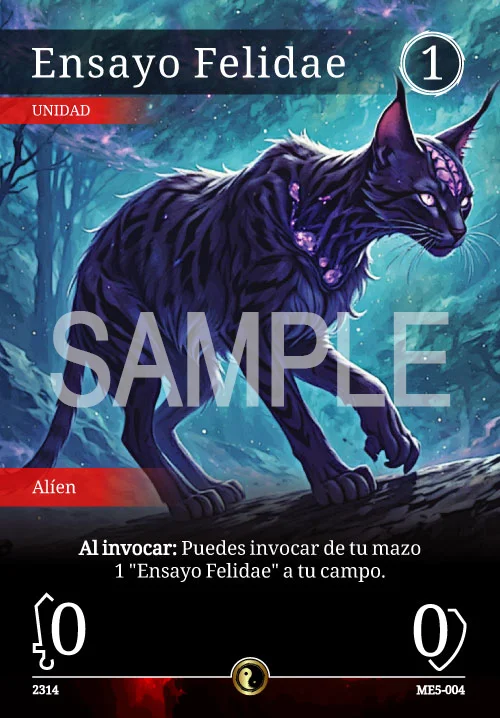 Ensayo Felidae
1
UNIDAD
SAMPLE
Alíen
Al invocar: Puedes invocar de tu mazo
1 "Ensayo Felidae" a tu campo.
0
0
2314
ME5-004